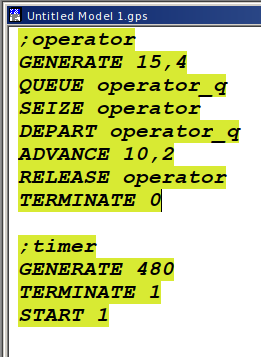 Untitled Model 1.gps
;operator
GENERATE 15,4
QUEUE operator_q
SEIZE operator
DEPART operator_q
ADVANCE 10,2
RELEASE operator
TERMINATE 0
;timer
GENERATE 480
TERMINATE 1
START 1